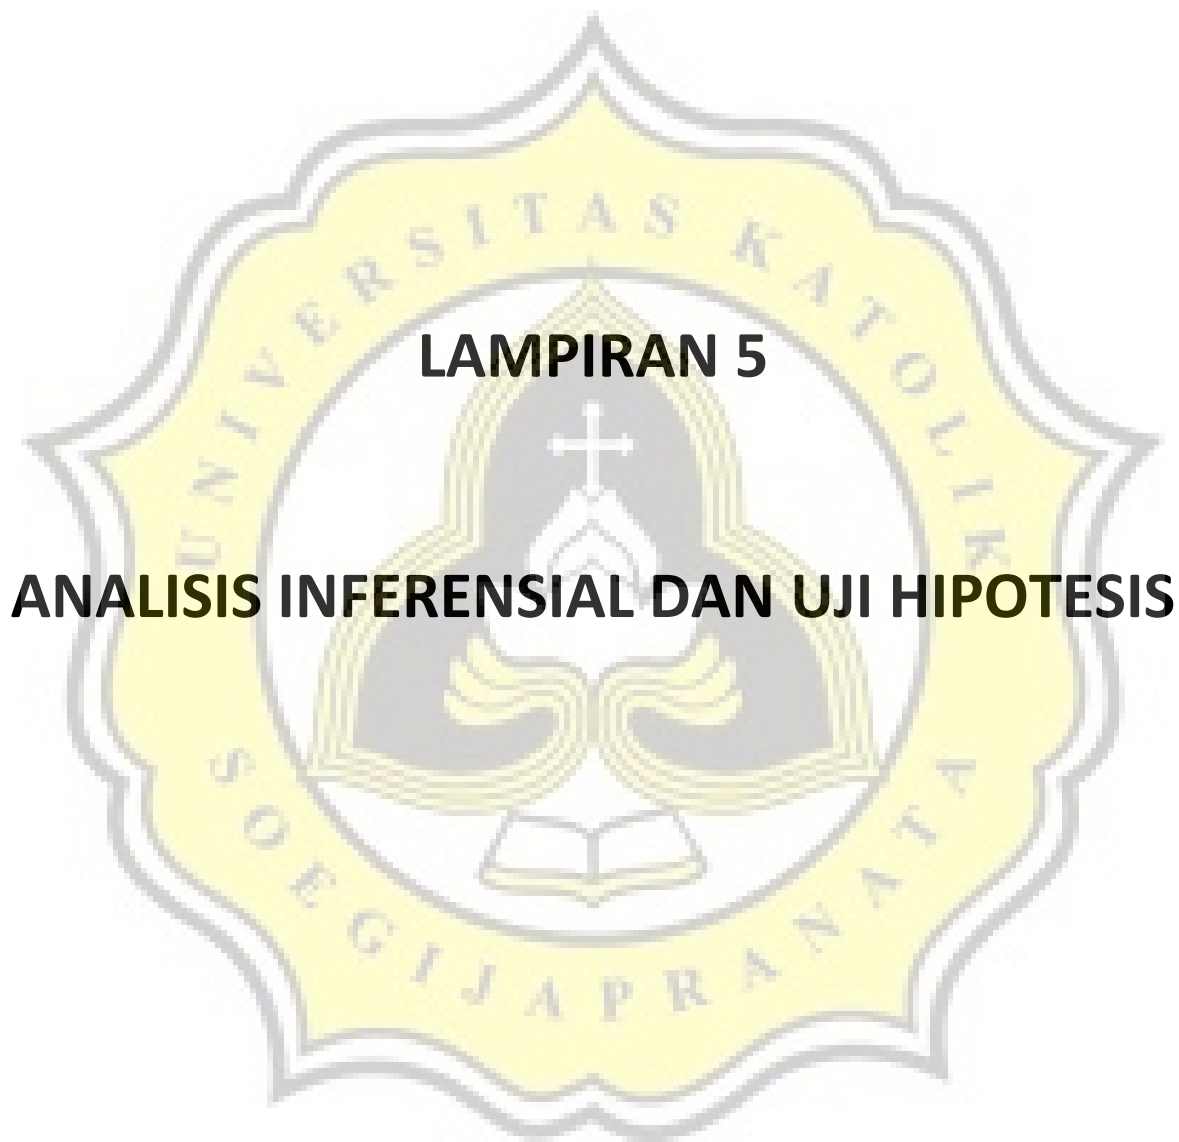 UNIVERSITAS KATOLIK
LAMPIRAN 5
ANALISIS INFERENSIAL DAN UJI HIPOTESIS
SOEGIJAPRANATA